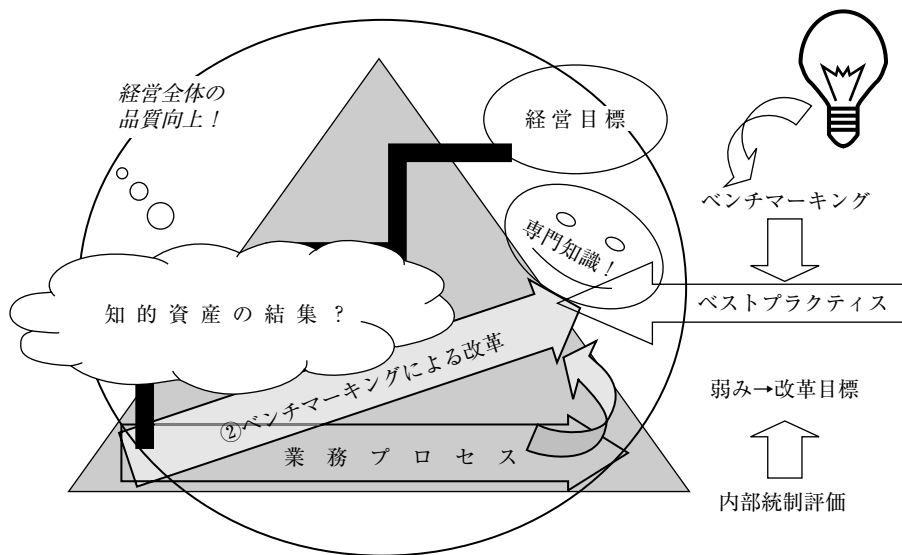 経営全体の
品質向上！
経営目標
ベンチマーキング
専門知識！
ベストプラクティス
知的資産の結集？
②ベンチマーキングによる改革
弱み→改革目標
業務プロセス
内部統制評価